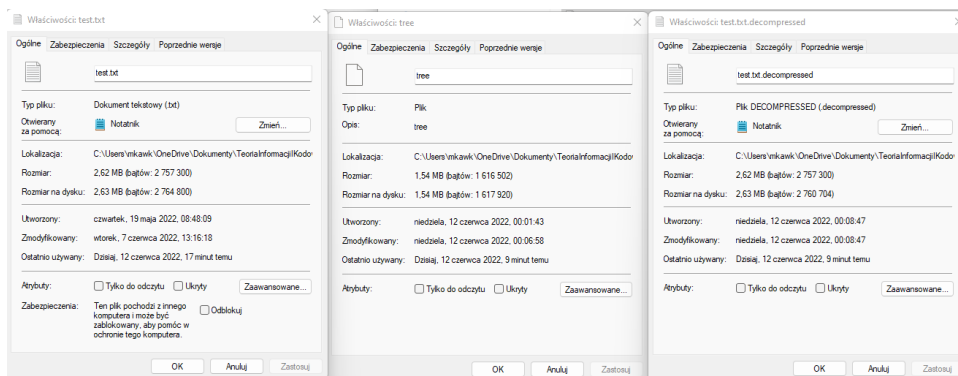 Właściwości: test.txt
Ogólne Zabezpieczenia Szczegóły Poprzednie wersje
test.txt
Typ pliku: Dokument tekstowy (.txt)
Otwierany za pomocą: Notatnik Zmień...
Lokalizacja: C:\Users\mkawk\OneDrive\Dokumenty\TeoriaInformacjiIKodov
Rozmiar: 2,62 MB (bajtów: 2 757 300)
Rozmiar na dysku: 2,63 MB (bajtów: 2 764 800)
Utworzony: czwartek, 19 maja 2022, 08:48:09
Zmodyfikowany: wtorek, 7 czerwca 2022, 13:16:18
Ostatnio używany: Dzisiaj, 12 czerwca 2022, 17 minut temu
Atrybuty: Tylko do odczytu Ukryty Zaawansowane...
Zabezpieczenia: Ten plik pochodzi z innego
komputera i może być
zablokowany, aby pomóc w
ochronie tego komputera.
Odblokuj
OK Anuluj Zastosuj
Właściwości: tree
Ogólne Zabezpieczenia Szczegóły Poprzednie wersje
tree
Typ pliku: Plik
Opis: tree
Lokalizacja: C:\Users\mkawk\OneDrive\Dokumenty\TeoriaInformacjiIKodov
Rozmiar: 1,54 MB (bajtów: 1 616 502)
Rozmiar na dysku: 1,54 MB (bajtów: 1 617 920)
Utworzony: niedziela, 12 czerwca 2022, 00:01:43
Zmodyfikowany: niedziela, 12 czerwca 2022, 00:06:58
Ostatnio używany: Dzisiaj, 12 czerwca 2022, 9 minut temu
Atrybuty: Tylko do odczytu Ukryty Zaawansowane...
OK Anuluj Zastosuj
Właściwości: test.txt.decompressed
Ogólne Zabezpieczenia Szczegóły Poprzednie wersje
test.txt.decompressed
Typ pliku: Plik DECOMPRESSED (.decompressed)
Otwierany za pomocą: Notatnik Zmień...
Lokalizacja: C:\Users\mkawk\OneDrive\Dokumenty\TeoriaInformacjiIKodov
Rozmiar: 2,62 MB (bajtów: 2 757 300)
Rozmiar na dysku: 2,63 MB (bajtów: 2 760 704)
Utworzony: niedziela, 12 czerwca 2022, 00:08:47
Zmodyfikowany: niedziela, 12 czerwca 2022, 00:08:47
Ostatnio używany: Dzisiaj, 12 czerwca 2022, 9 minut temu
Atrybuty: Tylko do odczytu Ukryty Zaawansowane...
OK Anuluj Zastosuj